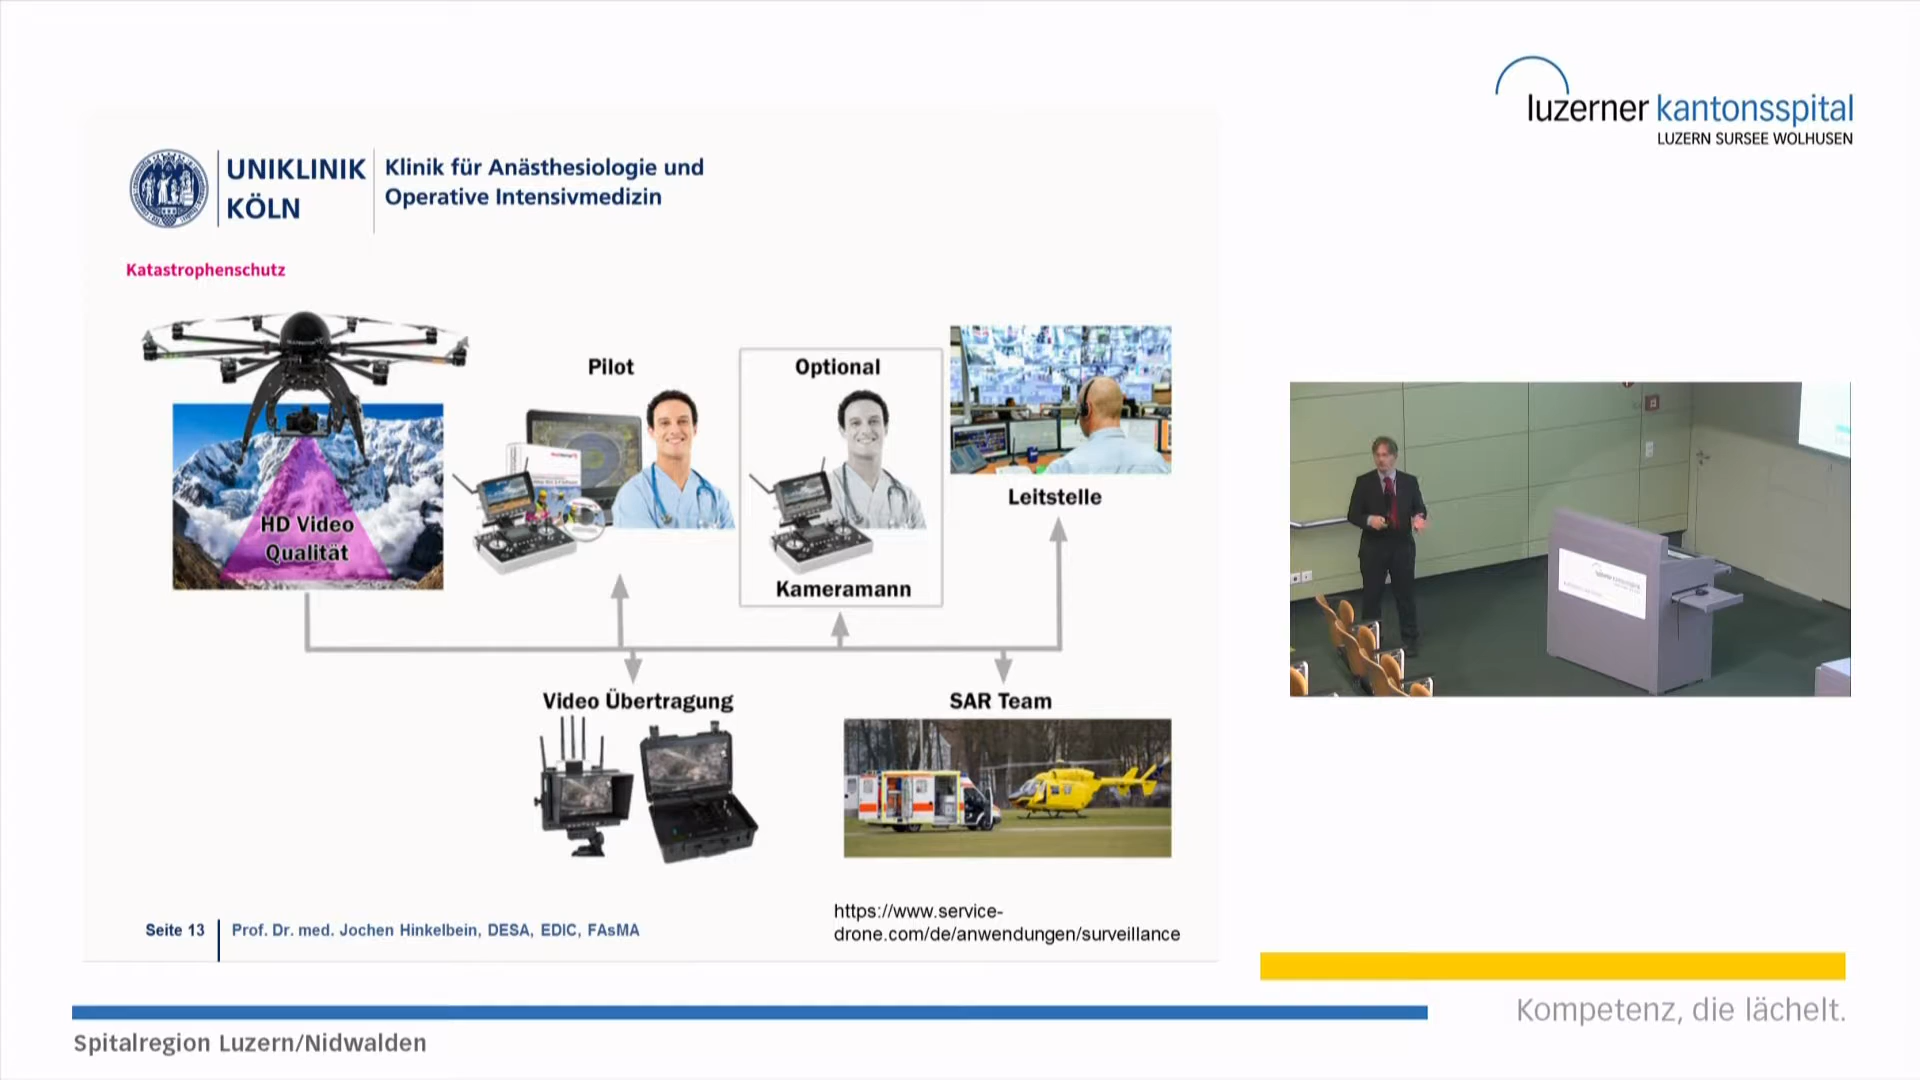 luzerner kantonsspital
LUZERN SURSEE WOLHUSEN
UNIKLINIK
KÖLN
Klinik für Anästhesiologie und
Operative Intensivmedizin
Katastrophenschutz
HD Video
Qualität
Pilot
Optional
Kameramann
Leitstelle
Video Übertragung
SAR Team
https://www.service-
drone.com/de/anwendungen/surveillance
Seite 13
Prof. Dr. med. Jochen Hinkelbein, DESA, EDIC, FAsMA
Kompetenz, die lächelt.
Spitalregion Luzern/Nidwalden